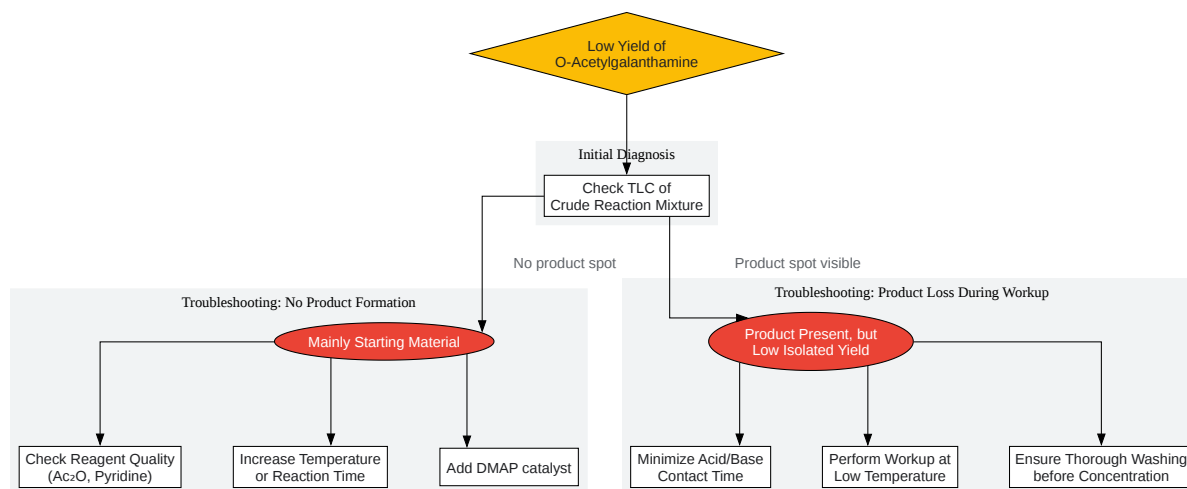 Low Yield of
O-Acetylgalanthamine
Initial Diagnosis
Check TLC of
Crude Reaction Mixture
No product spot
Product spot visible
Troubleshooting: No Product Formation
Mainly Starting Material
Check Reagent Quality
(Ac₂O, Pyridine)
Increase Temperature
or Reaction Time
Add DMAP catalyst
Troubleshooting: Product Loss During Workup
Product Present, but
Low Isolated Yield
Minimize Acid/Base
Contact Time
Perform Workup at
Low Temperature
Ensure Thorough Washing
before Concentration